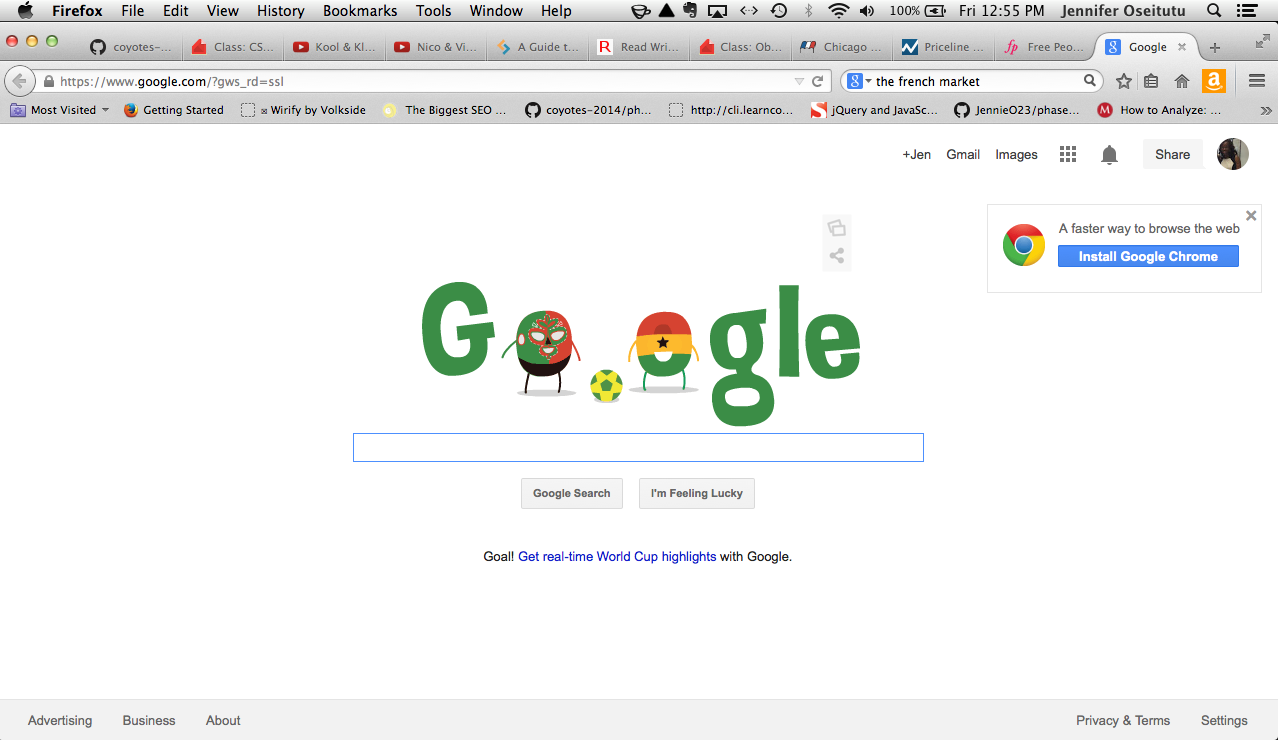 Firefox File Edit View History Bookmarks Tools Window Help 100% Fri 12:55 PM Jennifer Oseitutu
coyotes-... Class: CS... Kool & Kl... Nico & Vi... A Guide t... Read Wri... Class: Ob... Chicago ... Priceline ... Free Peo... Google
https://www.google.com/?gws_rd=ssl the french market
Most Visited Getting Started Wirify by Volkside The Biggest SEO ... coyotes-2014/ph... http://cli.learnco... jQuery and JavaSc... JennieO23/phase... How to Analyze: ...
+Jen Gmail Images Share
A faster way to browse the web
Install Google Chrome
Google
Google Search I'm Feeling Lucky
Goal! Get real-time World Cup highlights with Google.
Advertising Business About Privacy & Terms Settings